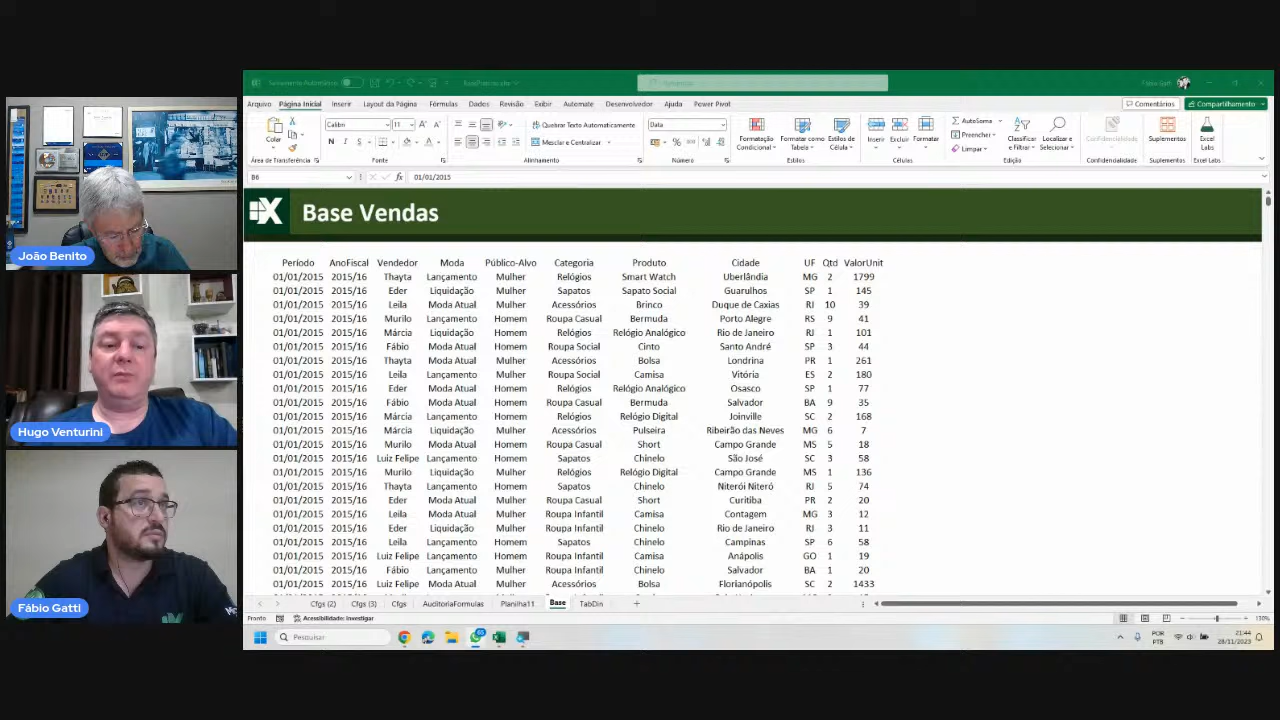 João Benito
Hugo Venturini
Fábio Gatti
Arquivo Página Inicial Inserir Layout da Página Fórmulas Dados Revisão Exibir Automate Desenvolvedor Ajuda Power Pivot
Comentários Compartilhamento
Colar
Área de Transferência
Calibri 11
N I S
Fonte
Quebrar Texto Automaticamente
Mesclar e Centralizar
Alinhamento
Data
Número
Formatação Condicional
Formatar como Tabela
Estilos de Célula
Estilos
Inserir Excluir Formatar
Células
AutoSoma
Preencher
Limpar
Classificar e Filtrar
Localizar e Selecionar
Edição
Confidencialidade
Confidencialidade
Suplementos
Suplementos
Excel Labs
Excel Labs
B6 fx 01/01/2015
X Base Vendas
Período AnoFiscal Vendedor Moda Público-Alvo Categoria Produto Cidade UF Qtd ValorUnit
01/01/2015 2015/16 Thayta Lançamento Mulher Relógios Smart Watch Uberlândia MG 2 1799
01/01/2015 2015/16 Eder Liquidação Mulher Sapatos Sapato Social Guarulhos SP 1 145
01/01/2015 2015/16 Leila Moda Atual Mulher Acessórios Brinco Duque de Caxias RJ 10 39
01/01/2015 2015/16 Murilo Moda Atual Homem Roupa Casual Bermuda Porto Alegre RS 9 41
01/01/2015 2015/16 Márcia Liquidação Homem Relógios Relógio Analógico Rio de Janeiro RJ 1 101
01/01/2015 2015/16 Fábio Moda Atual Homem Roupa Social Cinto Santo André SP 3 44
01/01/2015 2015/16 Thayta Moda Atual Mulher Acessórios Bolsa Londrina PR 1 261
01/01/2015 2015/16 Leila Moda Atual Mulher Roupa Social Camisa Vitória ES 2 180
01/01/2015 2015/16 Eder Moda Atual Homem Relógios Relógio Analógico Osasco SP 1 77
01/01/2015 2015/16 Fábio Moda Atual Homem Roupa Casual Bermuda Salvador BA 9 35
01/01/2015 2015/16 Márcia Lançamento Homem Relógios Relógio Digital Joinville SC 2 168
01/01/2015 2015/16 Márcia Liquidação Mulher Acessórios Pulseira Ribeirão das Neves MG 6 7
01/01/2015 2015/16 Murilo Moda Atual Homem Roupa Casual Short Campo Grande MS 5 18
01/01/2015 2015/16 Luiz Felipe Lançamento Homem Sapatos Chinelo São José SC 3 58
01/01/2015 2015/16 Murilo Liquidação Mulher Relógios Relógio Digital Campo Grande MS 1 136
01/01/2015 2015/16 Thayta Lançamento Homem Sapatos Chinelo Niterói Niteró RJ 5 74
01/01/2015 2015/16 Eder Moda Atual Mulher Roupa Casual Short Curitiba PR 2 20
01/01/2015 2015/16 Leila Moda Atual Mulher Roupa Infantil Camisa Contagem MG 3 12
01/01/2015 2015/16 Eder Liquidação Mulher Roupa Infantil Chinelo Rio de Janeiro RJ 3 11
01/01/2015 2015/16 Leila Lançamento Homem Sapatos Chinelo Campinas SP 6 58
01/01/2015 2015/16 Luiz Felipe Lançamento Homem Roupa Infantil Camisa Anápolis GO 1 19
01/01/2015 2015/16 Fábio Lançamento Mulher Roupa Infantil Chinelo Salvador BA 1 20
01/01/2015 2015/16 Luiz Felipe Moda Atual Mulher Acessórios Bolsa Florianópolis SC 2 1433
Cfgs (2) Cfgs (3) Cfgs AuditoriaFormulas Planilha11 Base TabDin
Pronto Acessibilidade: Investigar 130%
Pesquisar
POR
PTB
21:44
28/11/2023